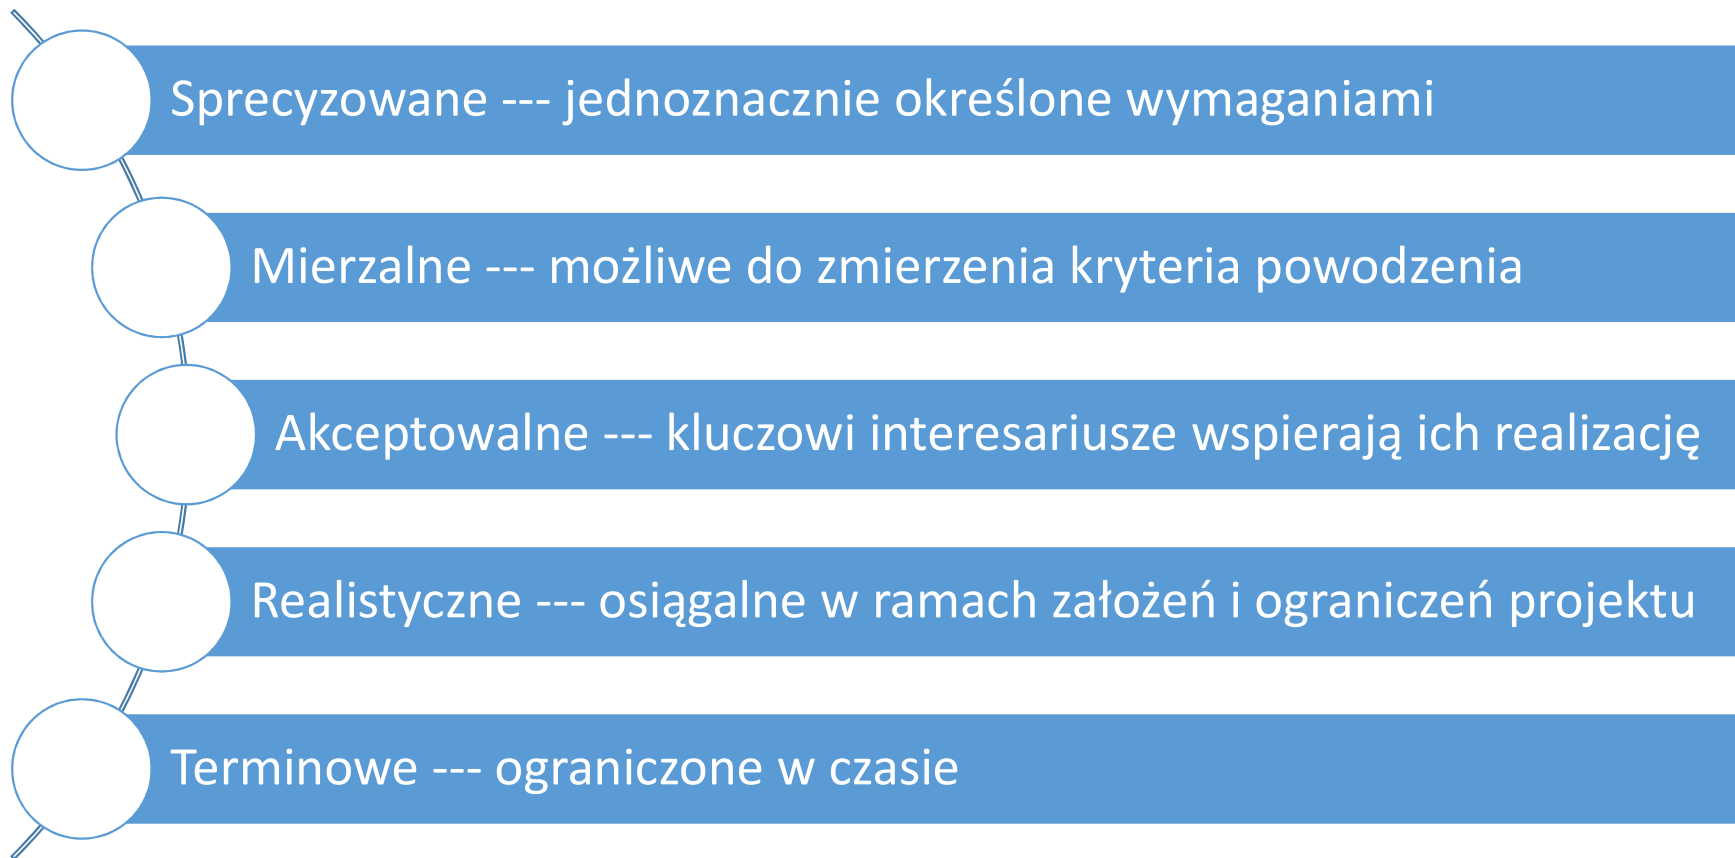 Sprecyzowane --- jednoznacznie określone wymaganiami
Mierzalne --- możliwe do zmierzenia kryteria powodzenia
Akceptowalne --- kluczowi interesariusze wspierają ich realizację
Realistyczne --- osiągalne w ramach założeń i ograniczeń projektu
Terminowe --- ograniczone w czasie